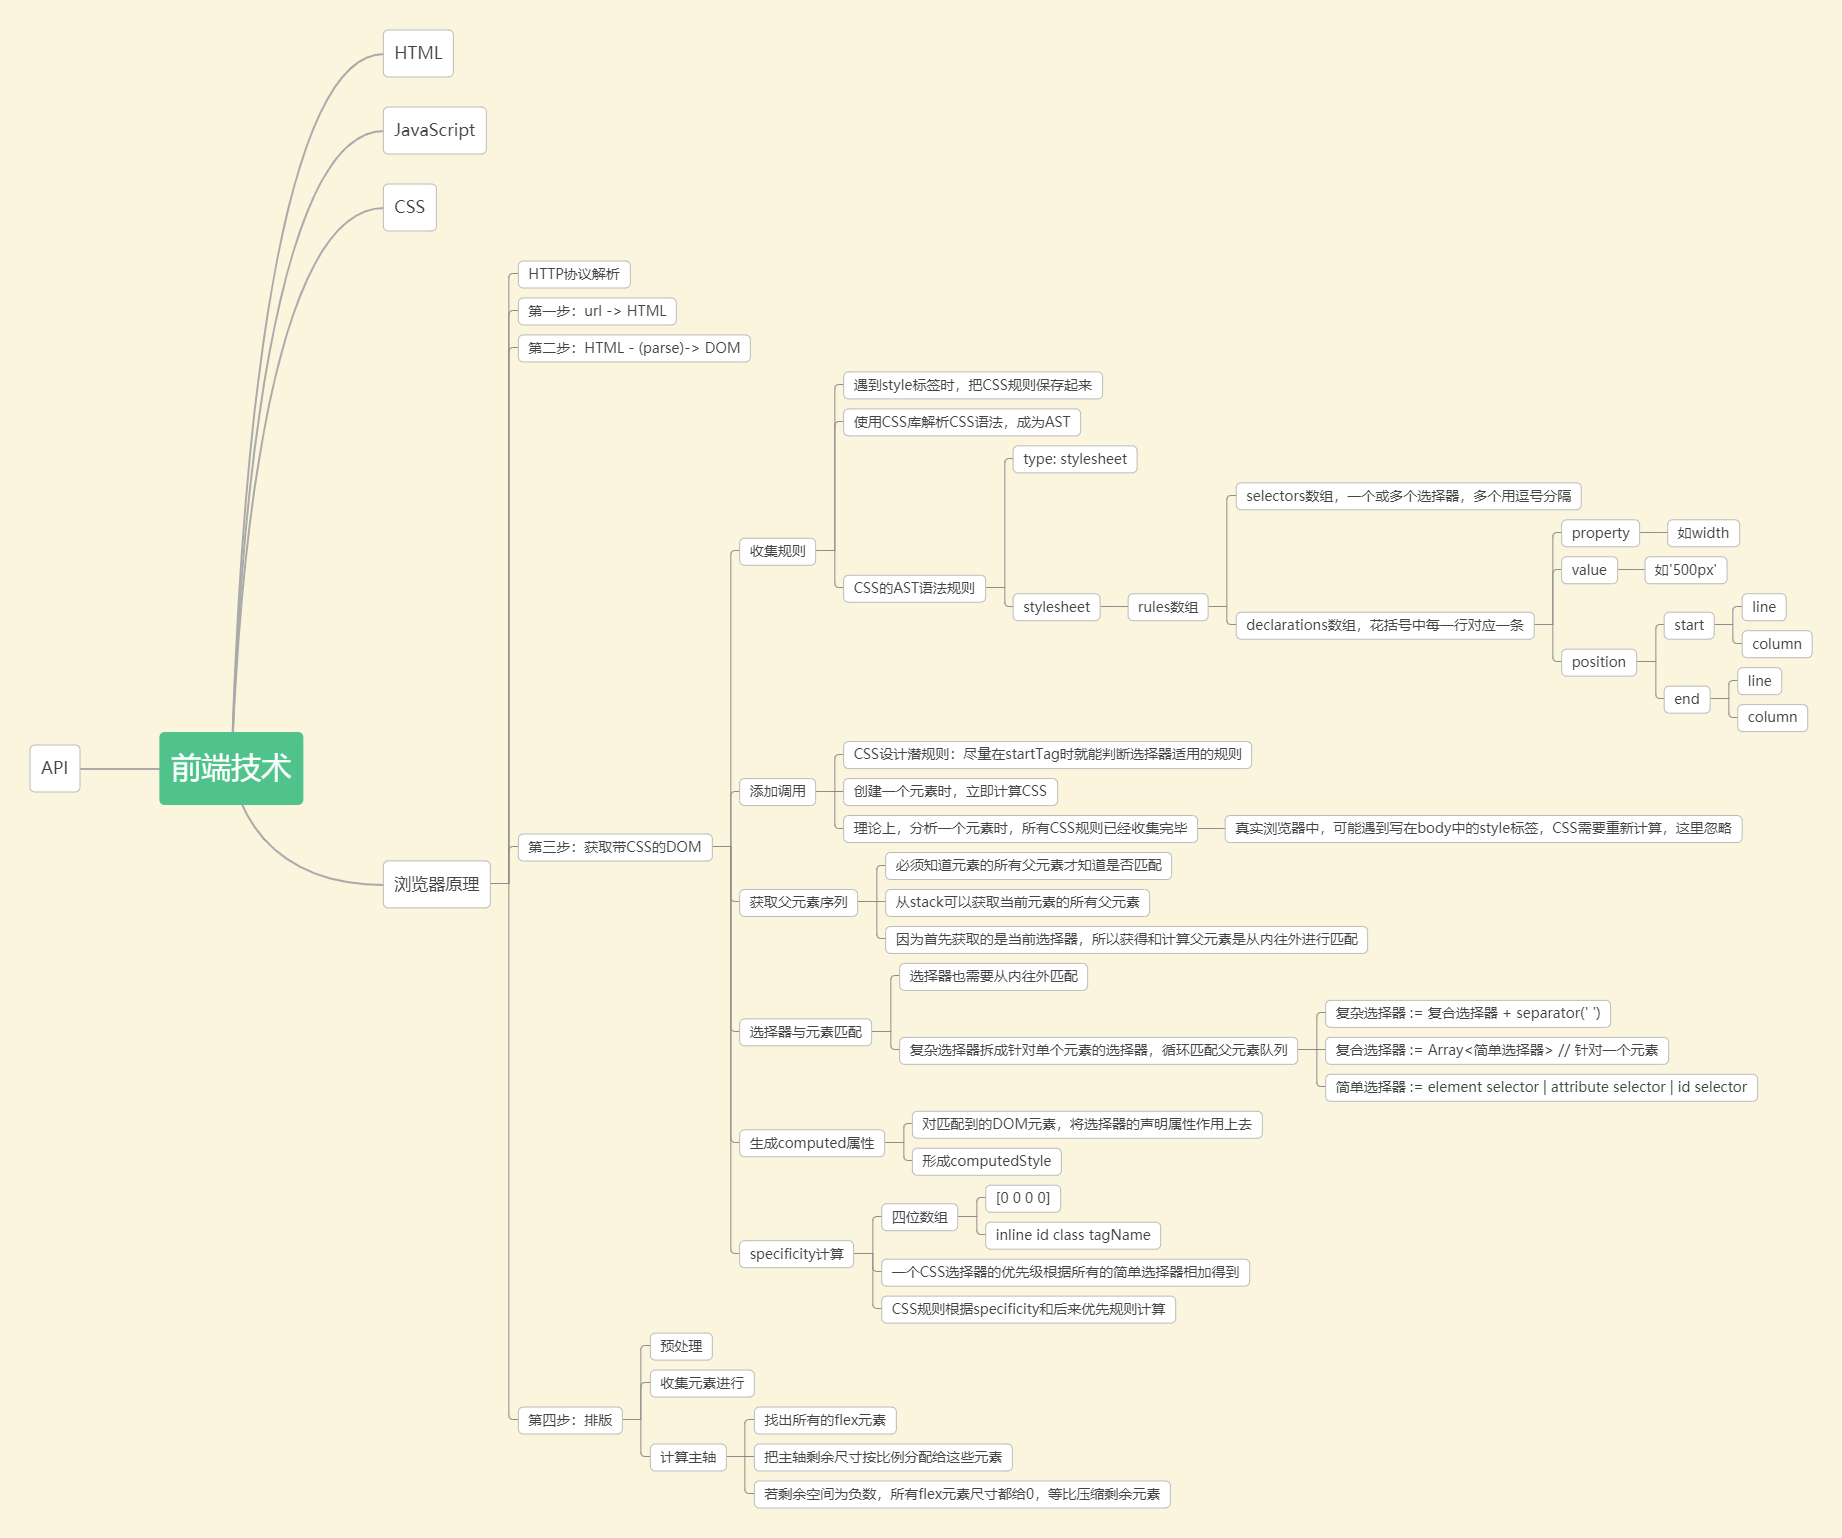 HTML
JavaScript
CSS
HTTP协议解析
第一步：url -> HTML
第二步：HTML - (parse)-> DOM
遇到style标签时，把CSS规则保存起来
使用CSS库解析CSS语法，成为AST
type: stylesheet
selectors数组，一个或多个选择器，多个用逗号分隔
property
如width
收集规则
value
如'500px'
CSS的AST语法规则
stylesheet
rules数组
line
declarations数组，花括号中每一行对应一条
start
column
position
line
end
column
API
前端技术
CSS设计潜规则：尽量在startTag时就能判断选择器适用的规则
添加调用
创建一个元素时，立即计算CSS
理论上，分析一个元素时，所有CSS规则已经收集完毕
真实浏览器中，可能遇到写在body中的style标签，CSS需要重新计算，这里忽略
第三步：获取带CSS的DOM
必须知道元素的所有父元素才知道是否匹配
浏览器原理
获取父元素序列
从stack可以获取当前元素的所有父元素
因为首先获取的是当前选择器，所以获得和计算父元素是从内往外进行匹配
选择器也需要从内往外匹配
选择器与元素匹配
复杂选择器 := 复合选择器 + separator(' ')
复杂选择器拆成针对单个元素的选择器，循环匹配父元素队列
复合选择器 := Array<简单选择器> // 针对一个元素
简单选择器 := element selor | attribute selector | id selector
对匹配到的DOM元素，将选择器的声明属性作用上去
生成computed属性
形成computedStyle
[0 0 0 0]
四位数组
inline id class tagName
specificity计算
一个CSS选择器的优先级根据所有的简单选择器相加得到
CSS规则根据specificity和后来优先规则计算
预处理
收集元素进行
第四步：排版
找出所有的flex元素
计算主轴
把主轴剩余尺寸按比例分配给这些元素
若剩余空间为负数，所有flex元素尺寸都给0，等比压缩剩余元素